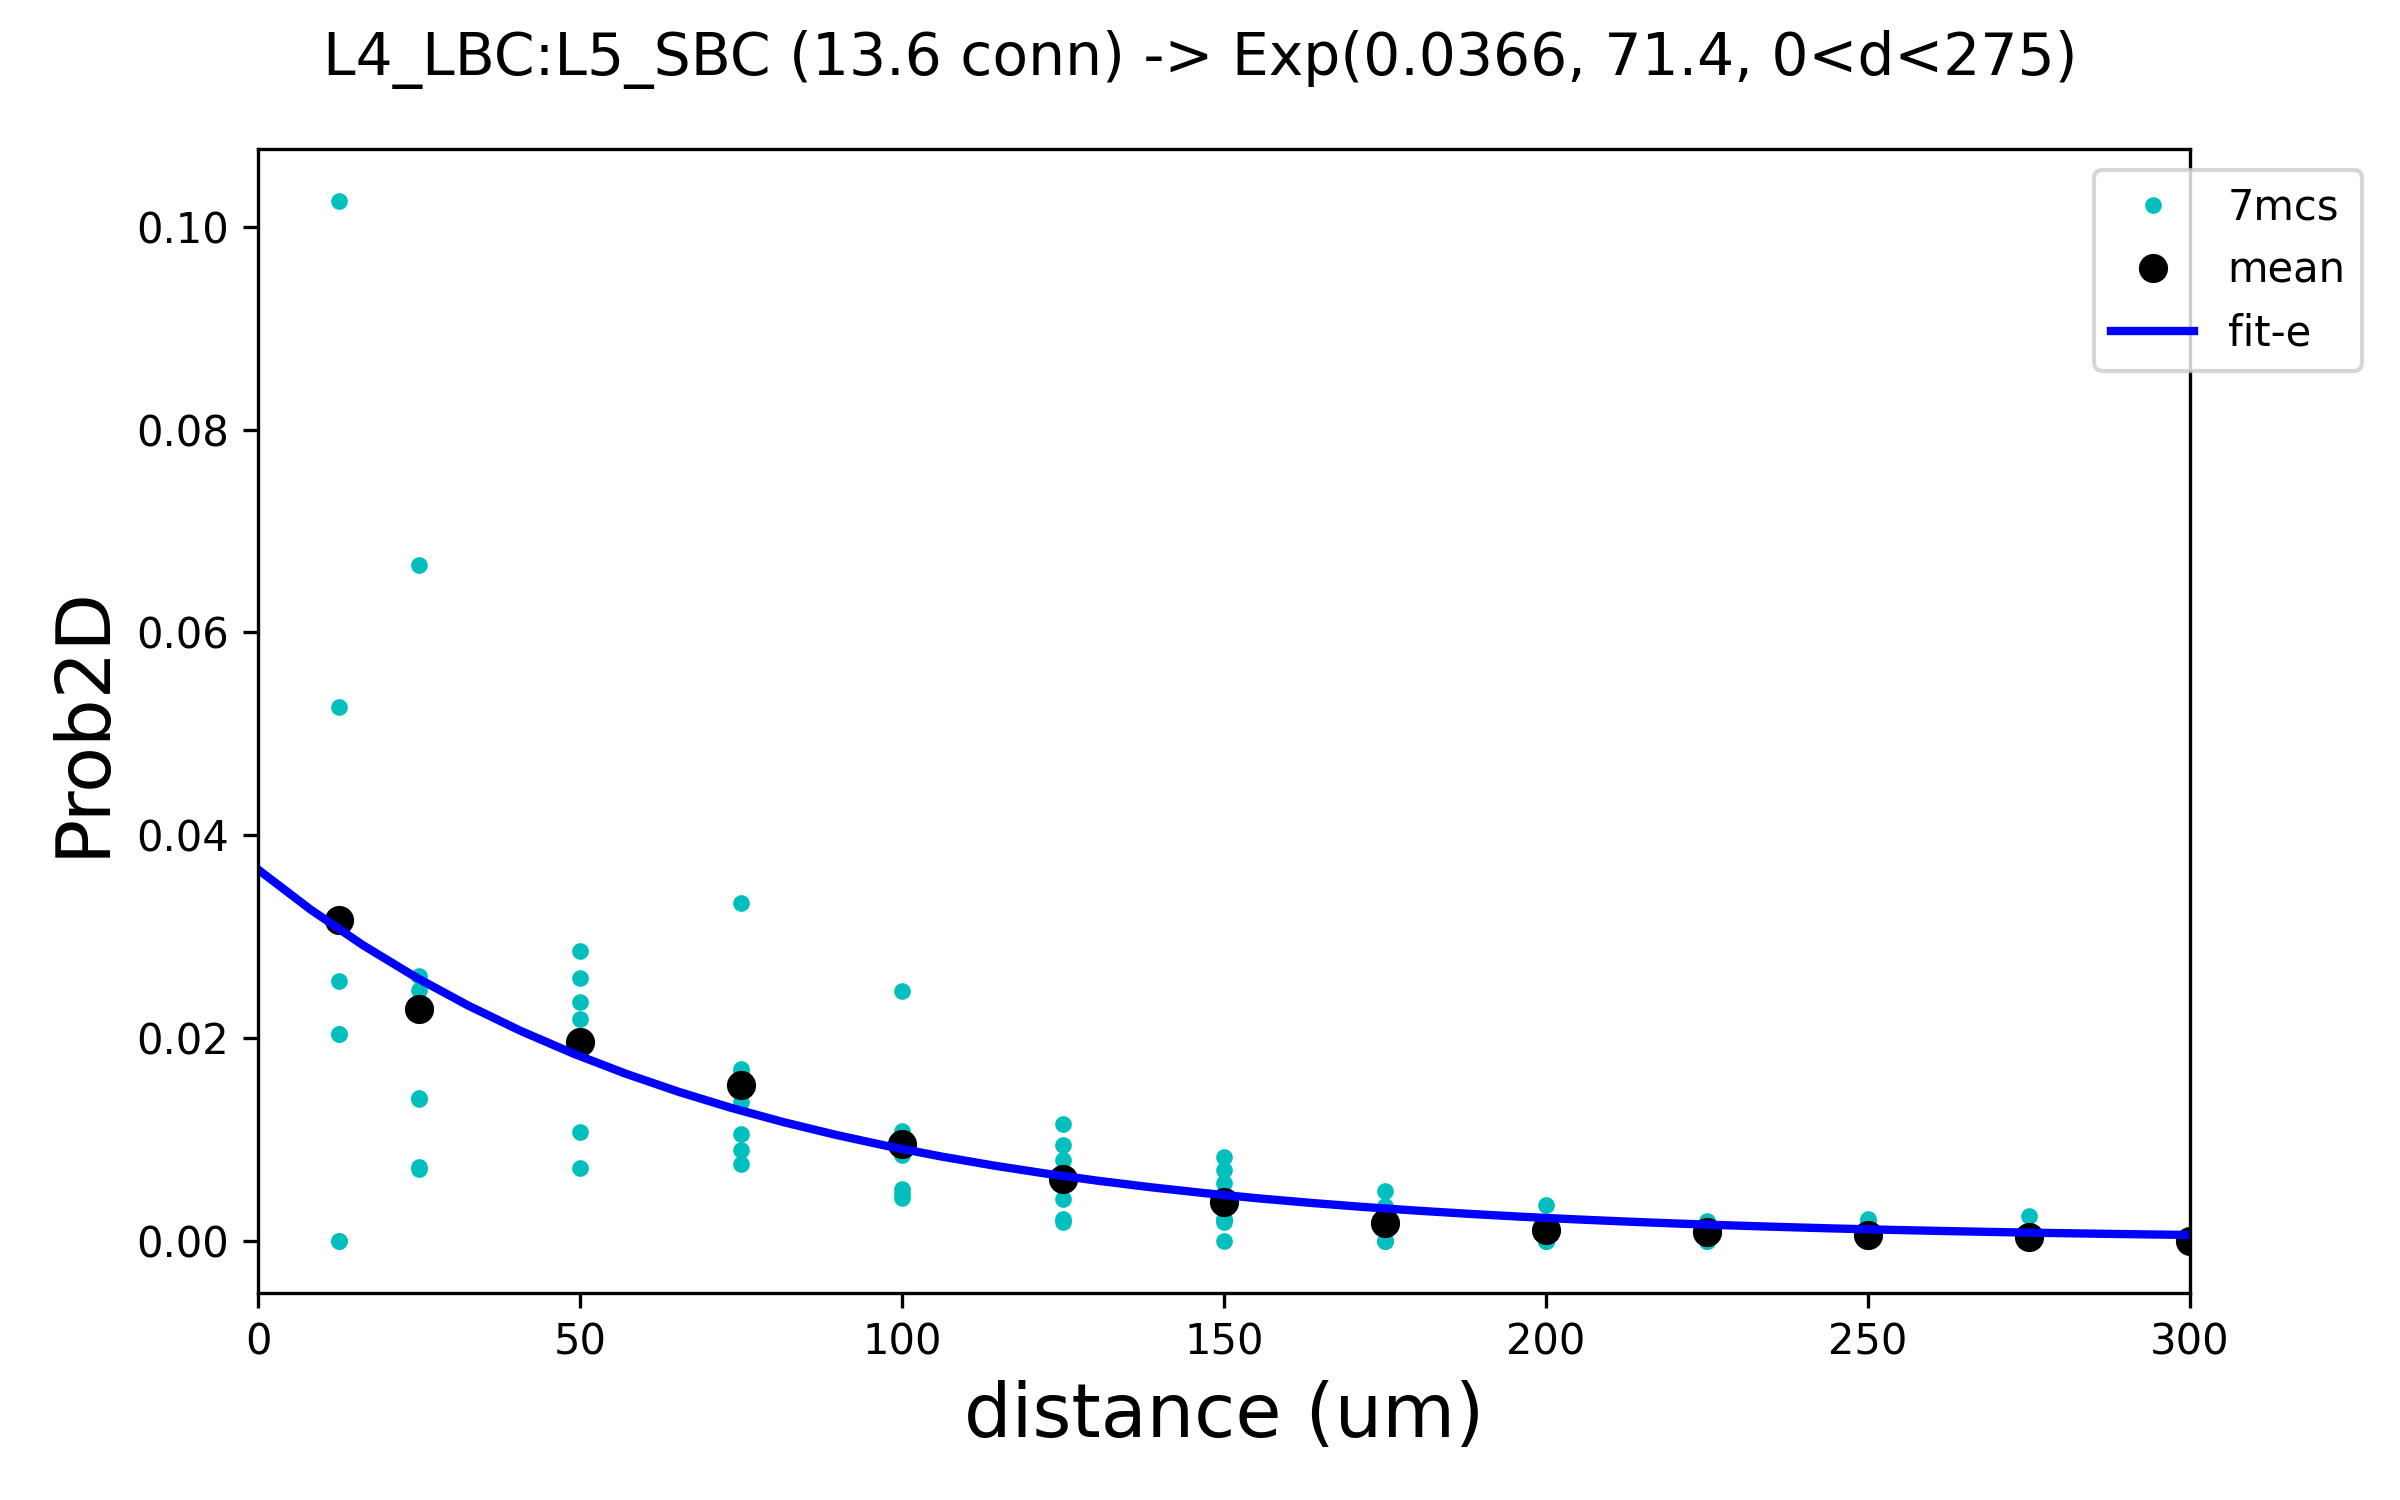 L4_LBC:L5_SBC (13.6 conn) -> Exp(0.0366, 71.4, 0<d<275)
7mcs
mean
fit-e
Prob2D
0.10
0.08
0.06
0.04
0.02
0.00
0 50 100 150 200 250 300
distance (um)